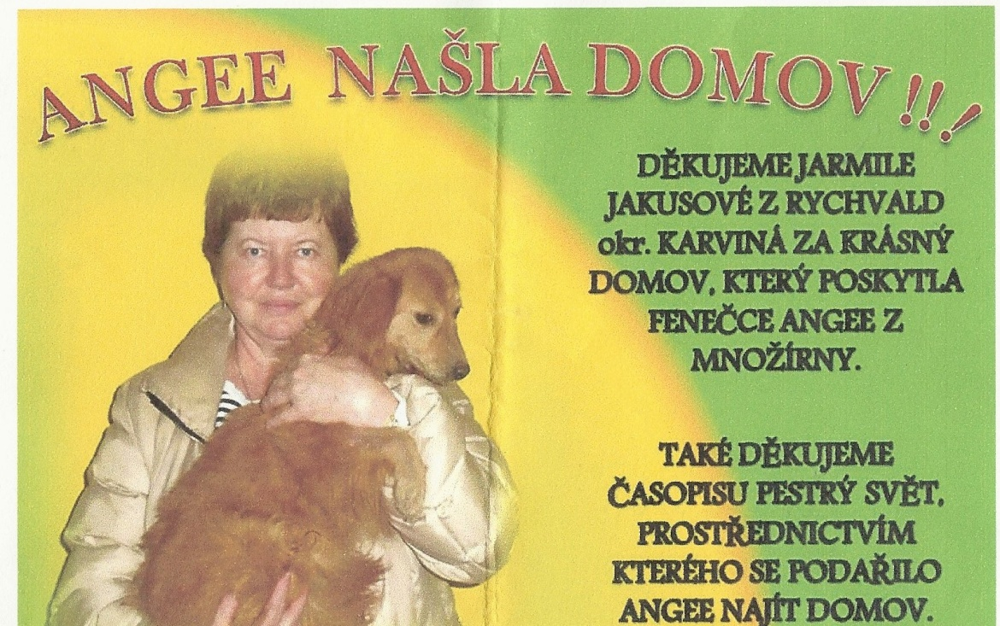 ANGEE NAŠLA DOMOV!!!
DĚKUJEME JARMILE
JAKUSOVÉ Z RYCHVALD
okr. KARVINÁ ZA KRÁSNÝ
DOMOV, KTERÝ POSKYTLA
FENEČCE ANGEE Z
MNOŽÍRNY.
TAKÉ DĚKUJEME
ČASOPISU PESTRÝ SVĚT,
PROSTŘEDNICTVÍM
KTERÉHO SE PODAŘILO
ANGEE NAJÍT DOMOV.